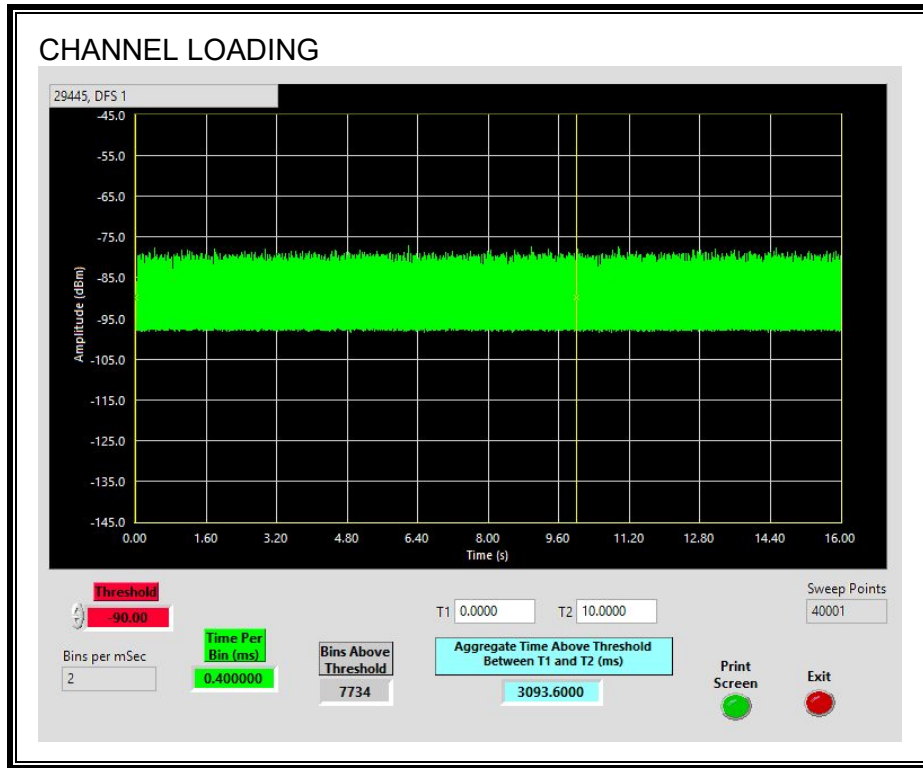 CHANNEL LOADING
29445, DFS 1
-45.0
-55.0
-65.0
-75.0
-85.0
-95.0
-105.0
-115.0
-125.0
-135.0
-145.0
Amplitude (dBm)
0.00 1.60 3.20 4.80 6.40 8.00 9.60 11.20 12.80 14.40 16.00
Time (s)
Threshold
-90.00
Bins per mSec
2
Time Per
Bin (ms)
0.400000
Bins Above
Threshold
7734
T1 0.0000 T2 10.0000
Aggregate Time Above Threshold
Between T1 and T2 (ms)
3093.6000
Sweep Points
40001
Print
Screen
Exit